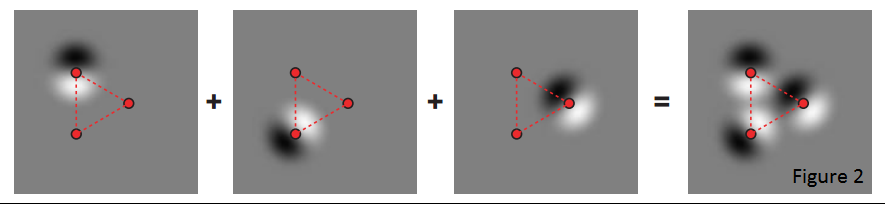 + + =
Figure 2